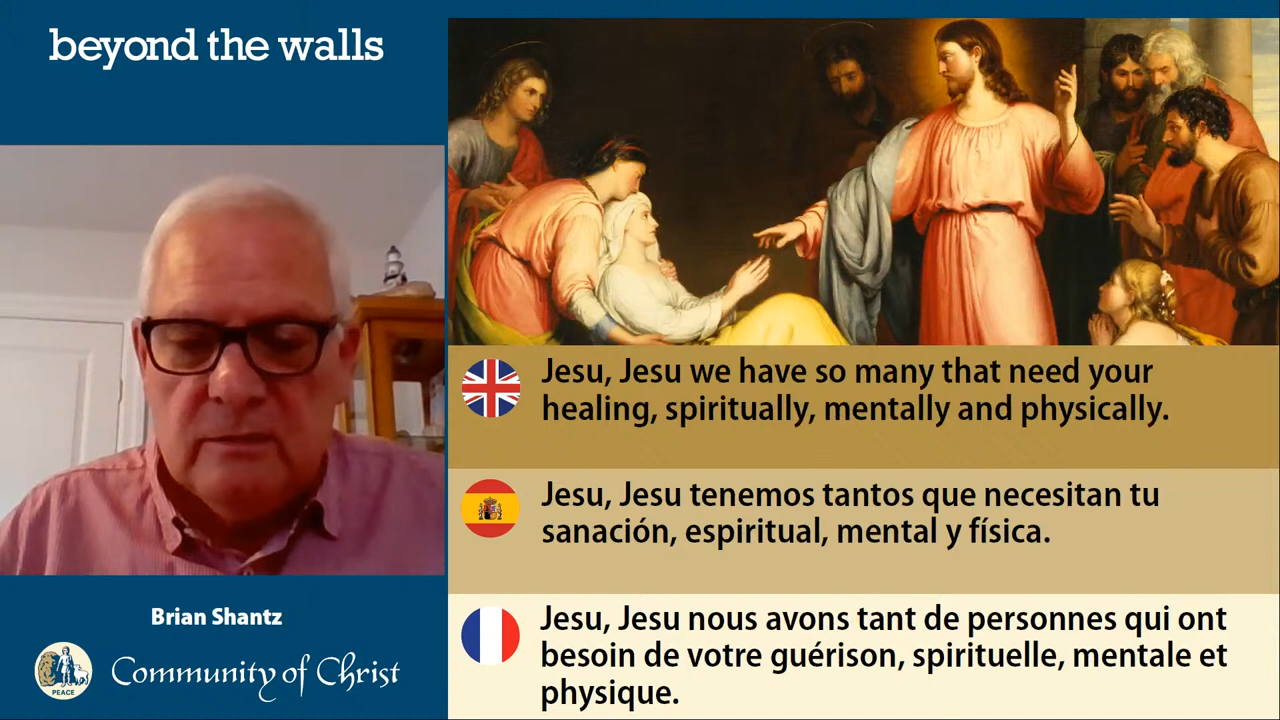 beyond the walls
Jesu, Jesu we have so many that need your
healing, spiritually, mentally and physically.
Jesu, Jesu tenemos tantos que necesitan tu
sanación, espiritual, mental y física.
Jesu, Jesu nous avons tant de personnes qui ont
besoin de votre guérison, spirituelle, mentale et
physique.
Brian Shantz
PEACE
Community of Christ